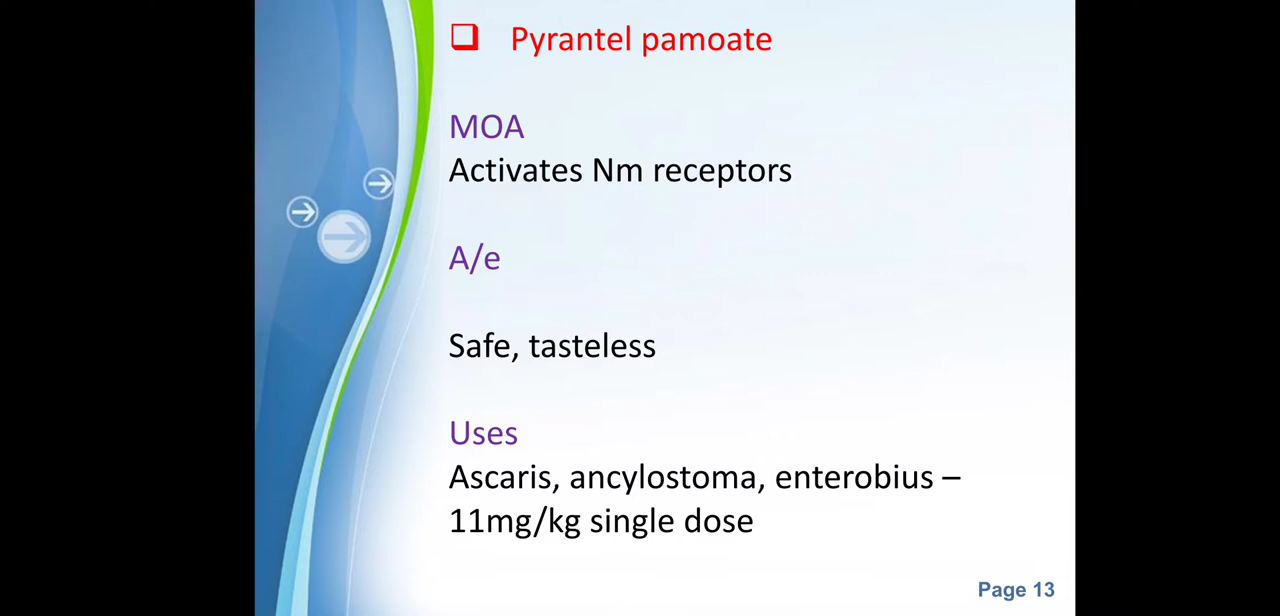 Pyrantel pamoate
MOA
Activates Nm receptors
A/e
Safe, tasteless
Uses
Ascaris, ancylostoma, enterobius –
11mg/kg single dose
Page 13